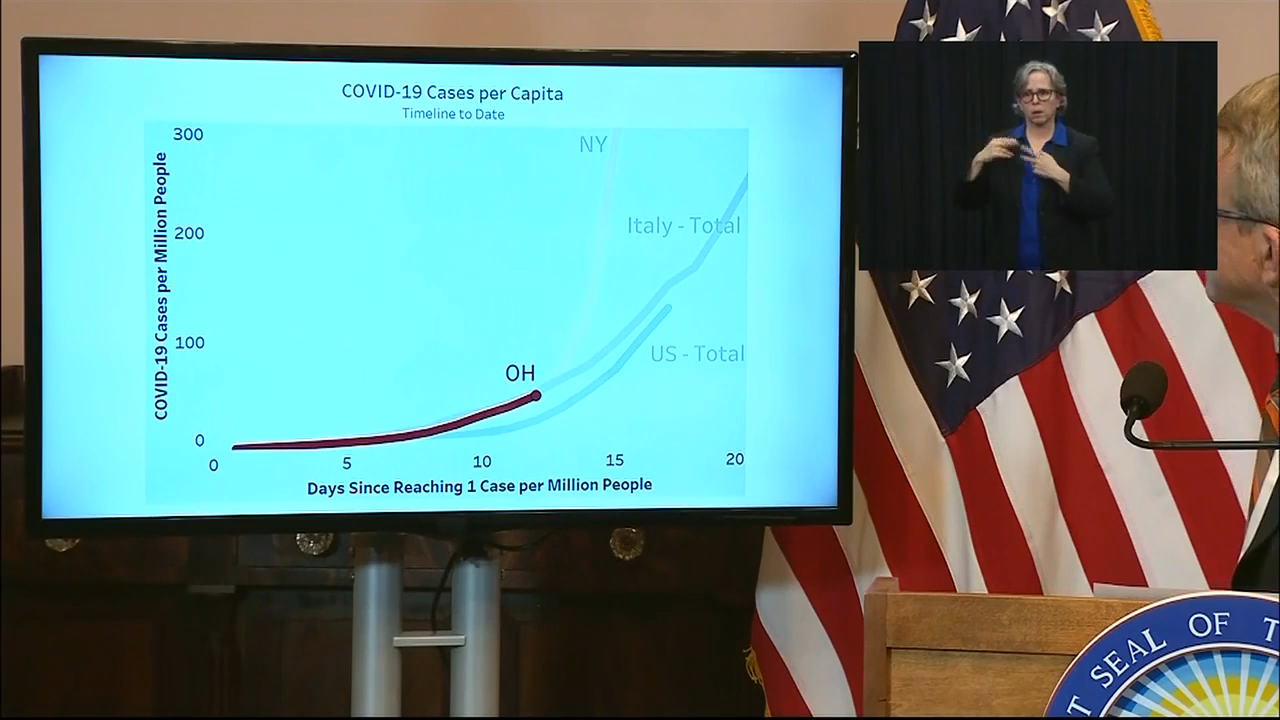 COVID-19 Cases per Capita
Timeline to Date
COVID-19 Cases per Million People
300
200
100
0
NY
Italy - Total
US - Total
OH
0
5
10
15
20
Days Since Reaching 1 Case per Million People
SEAL OF